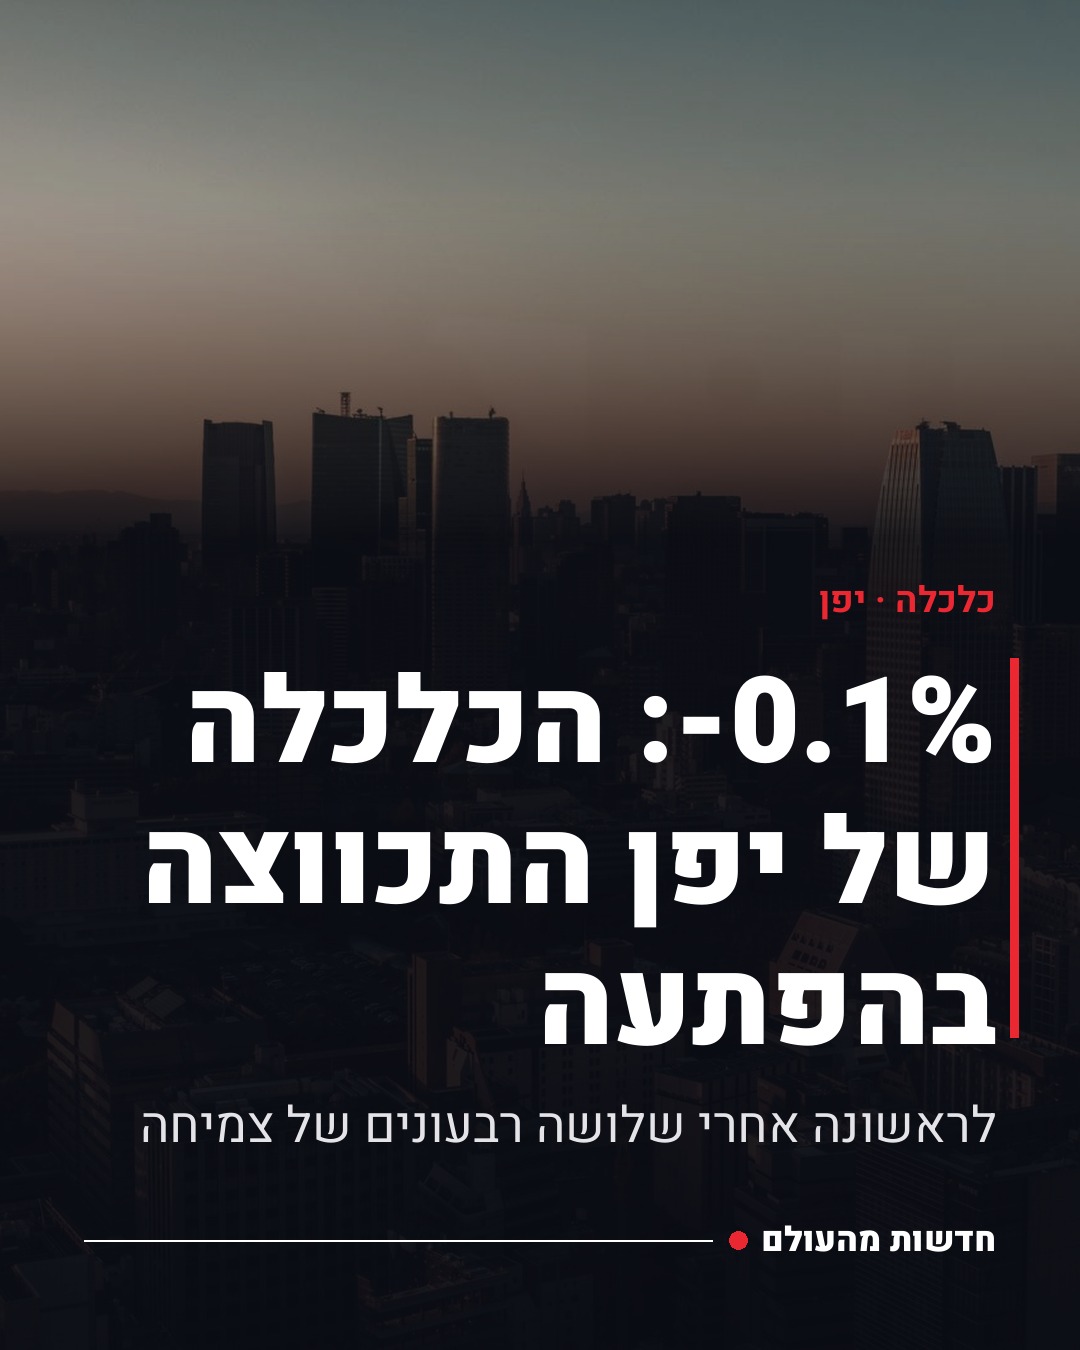 כלכלה · יפן
0.1%-: הכלכלה
של יפן התכווצה
בהפתעה
לראשונה אחרי שלושה רבעונים של צמיחה
חדשות מהעולם